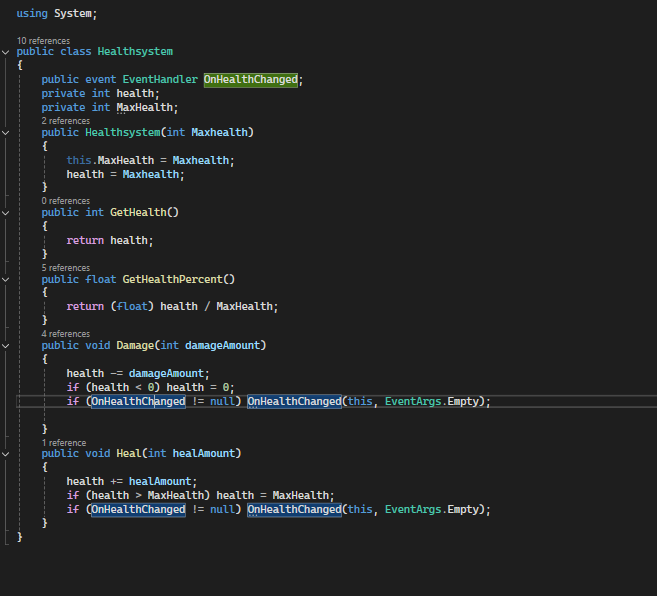 using System;
10 references
public class Healthsystem
{
public event EventHandler OnHealthChanged;
private int health;
private int MaxHealth;
2 references
public Healthsystem(int Maxhealth)
{
this.MaxHealth = Maxhealth;
health = Maxhealth;
}
0 references
public int GetHealth()
{
return health;
}
5 references
public float GetHealthPercent()
{
return (float) health / MaxHealth;
}
4 references
public void Damage(int damageAmount)
{
health -= damageAmount;
if (health < 0) health = 0;
if (OnHealthChanged != null) OnHealthChanged(this, EventArgs.Empty);
}
1 reference
public void Heal(int healAmount)
{
health += healAmount;
if (health > MaxHealth) health = MaxHealth;
if (OnHealthChanged != null) OnHealthChanged(this, EventArgs.Empty);
}
}